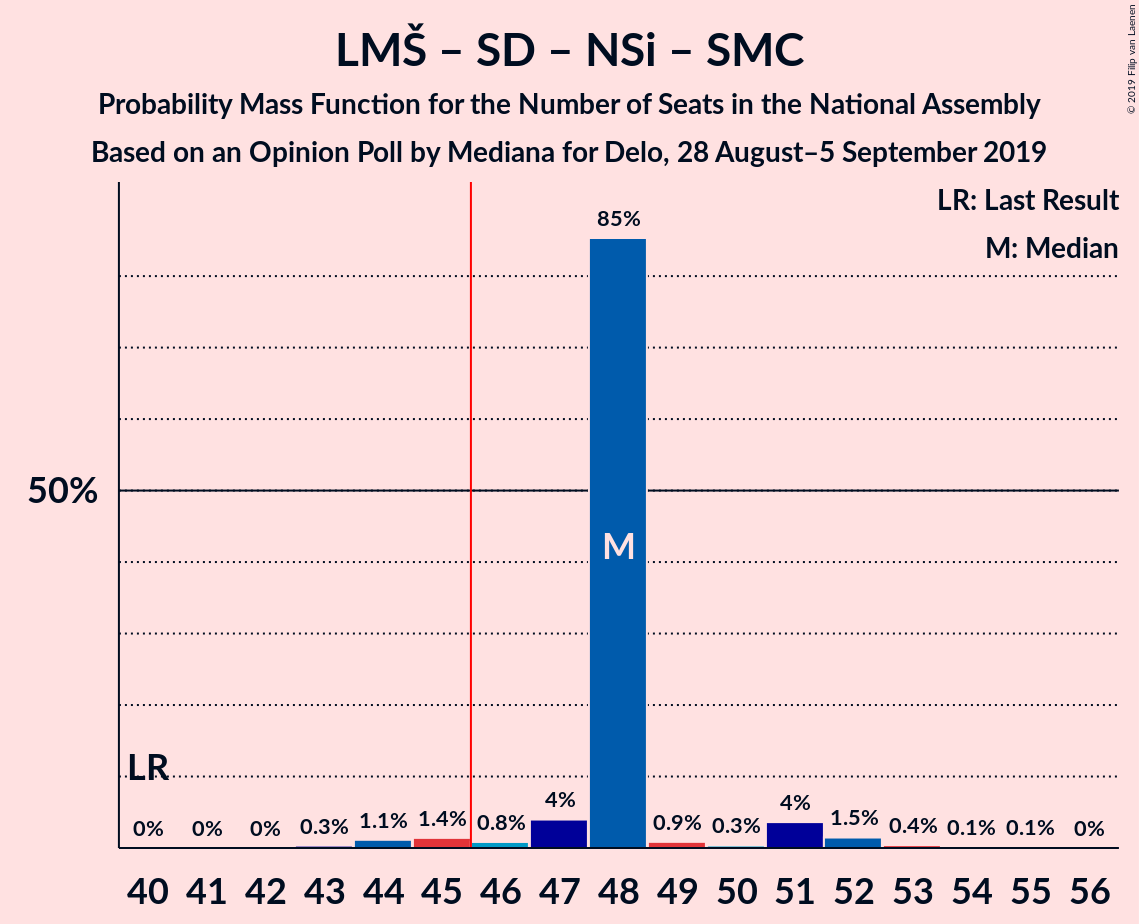 LMŠ – SD – NSi – SMC
Probability Mass Function for the Number of Seats in the National Assembly
Based on an Opinion Poll by Mediana for Delo, 28 August–5 September 2019
© 2019 Filip van Laenen
LR: Last Result
M: Median
85%
50%
M
LR
0% 0% 0% 0.3% 1.1% 1.4% 0.8% 4% 0.9% 0.3% 4% 1.5% 0.4% 0.1% 0.1% 0%
40 41 42 43 44 45 46 47 48 49 50 51 52 53 54 55 56